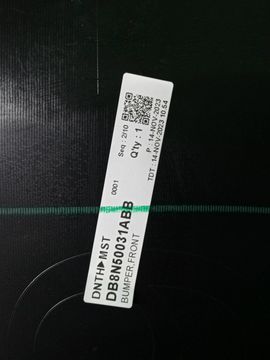 DNTH▶MST
DB8N50031ABB
BUMPER,FRONT
0001
Seq : 2/10
Q'ty : 1
P : 14-NOV-2023
TDT : 14-NOV-2023 10:54